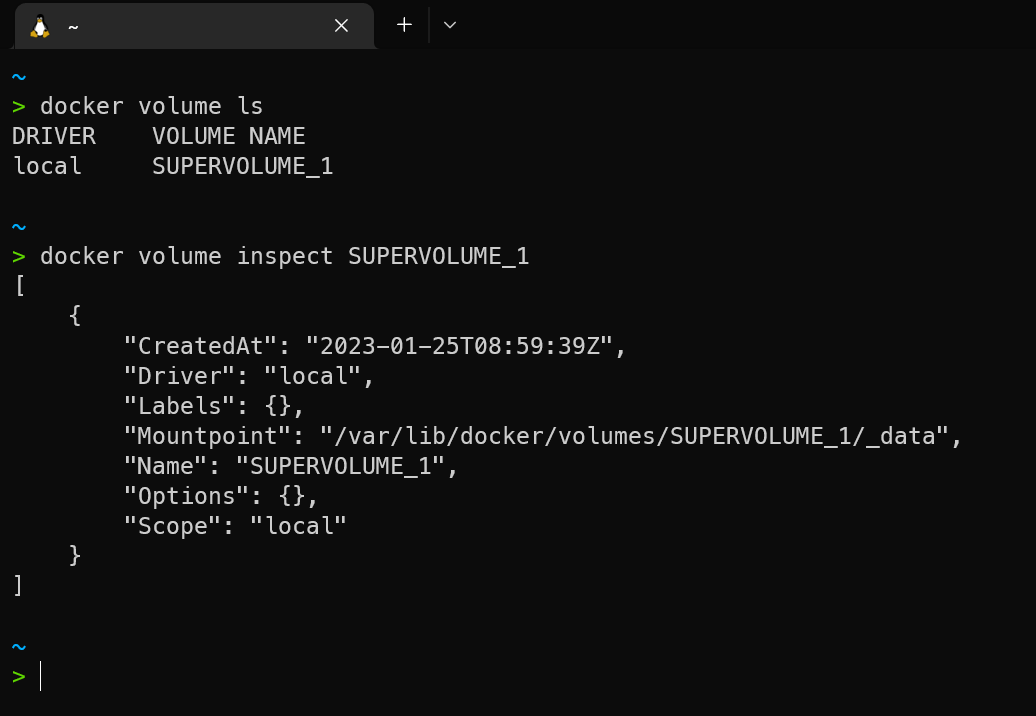 ~
~
> docker volume ls
DRIVER    VOLUME NAME
local     SUPERVOLUME_1
~
> docker volume inspect SUPERVOLUME_1
[
    {
        "CreatedAt": "2023-01-25T08:59:39Z",
        "Driver": "local",
        "Labels": {},
        "Mountpoint": "/var/lib/docker/volumes/SUPERVOLUME_1/_data",
        "Name": "SUPERVOLUME_1",
        "Options": {},
        "Scope": "local"
    }
]
~
>